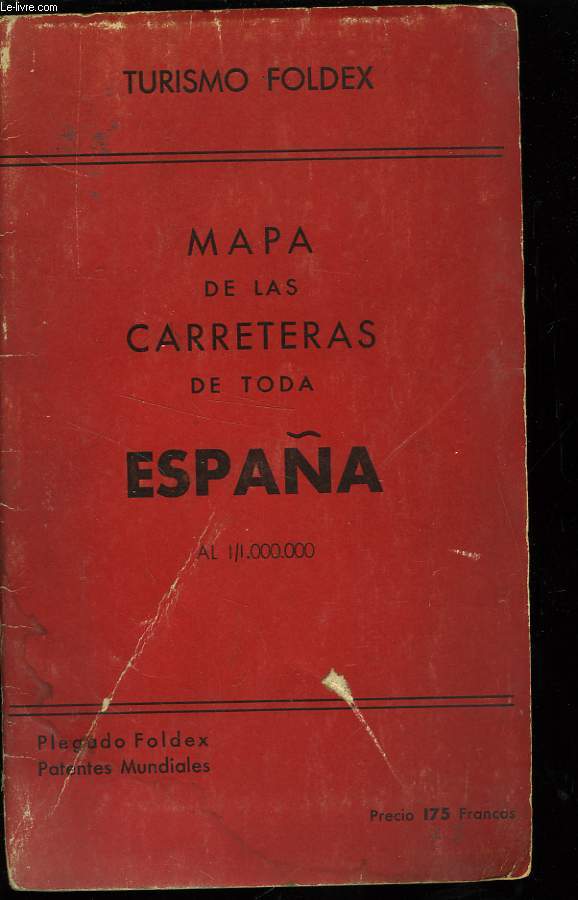 Le-livre.com
TURISMO FOLDEX
MAPA
DE LAS
CARRETERAS
DE TODA
ESPAÑA
AL 1/1.000.000
Plegado Foldex
Patentes Mundiales
Precio 175 Francos